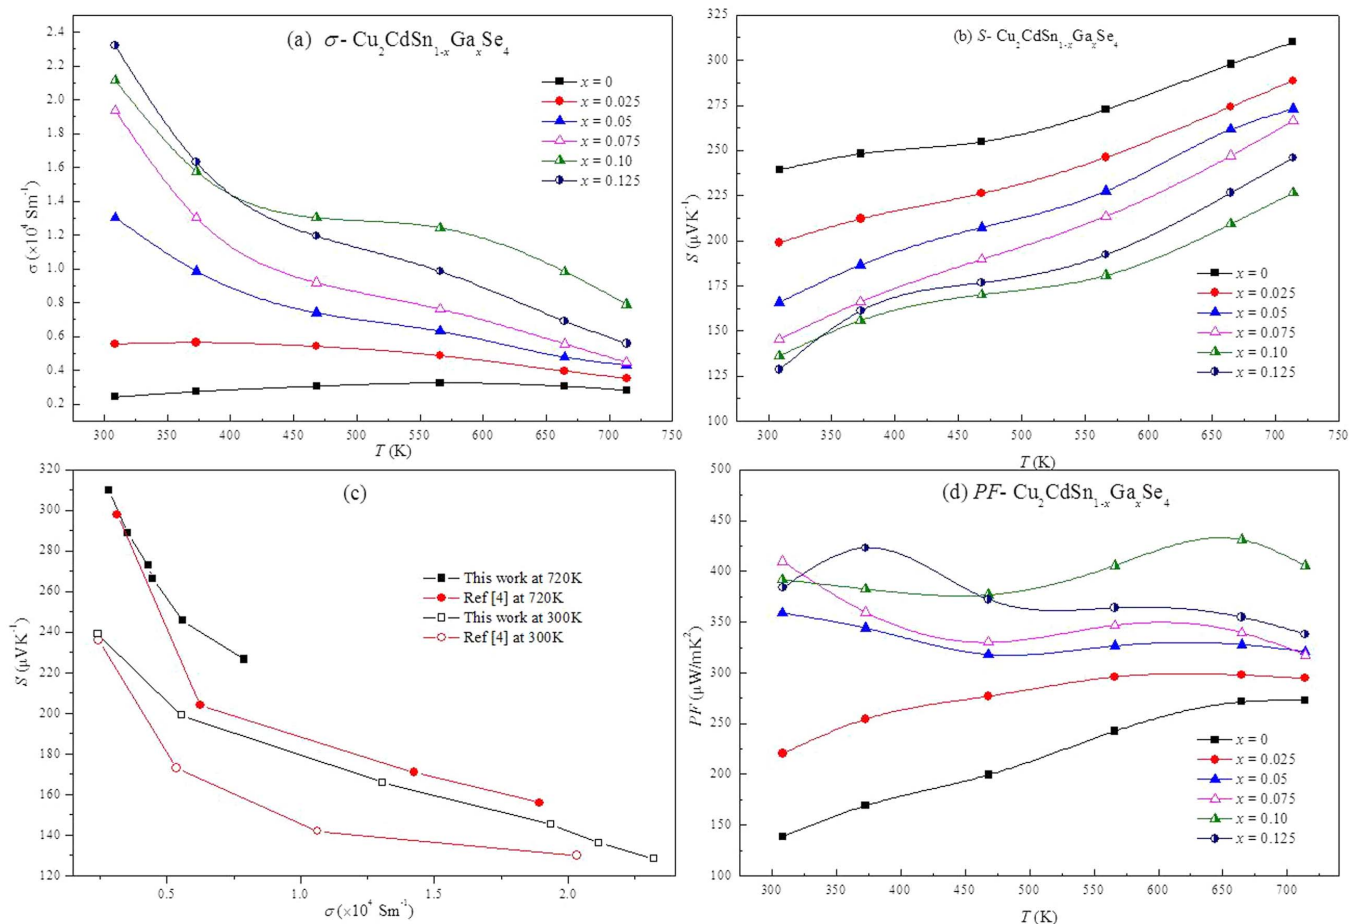 (a) σ- Cu₂CdSn₁₋ₓGaₓSe₄
2.4
2.2
2.0
1.8
1.6
1.4
1.2
1.0
0.8
0.6
0.4
0.2
σ (×10⁴ Sm⁻¹)
x = 0
x = 0.025
x = 0.05
x = 0.075
x = 0.10
x = 0.125
300 350 400 450 500 550 600 650 700 750
T (K)
(b) S- Cu₂CdSn₁₋ₓGaₓSe₄
325
300
275
250
225
200
175
150
125
100
S (μVK⁻¹)
x = 0
x = 0.025
x = 0.05
x = 0.075
x = 0.10
x = 0.125
300 350 400 450 500 550 600 650 700 750
T (K)
(c)
320
300
280
260
240
220
200
180
160
140
120
S (μVK⁻¹)
This work at 720K
Ref [4] at 720K
This work at 300K
Ref [4] at 300K
0.5 1.0 1.5 2.0
σ (×10⁴ Sm⁻¹)
(d) PF- Cu₂CdSn₁₋ₓGaₓSe₄
500
450
400
350
300
250
200
150
100
PF (μW/mK²)
x = 0
x = 0.025
x = 0.05
x = 0.075
x = 0.10
x = 0.125
300 350 400 450 500 550 600 650 700
T (K)